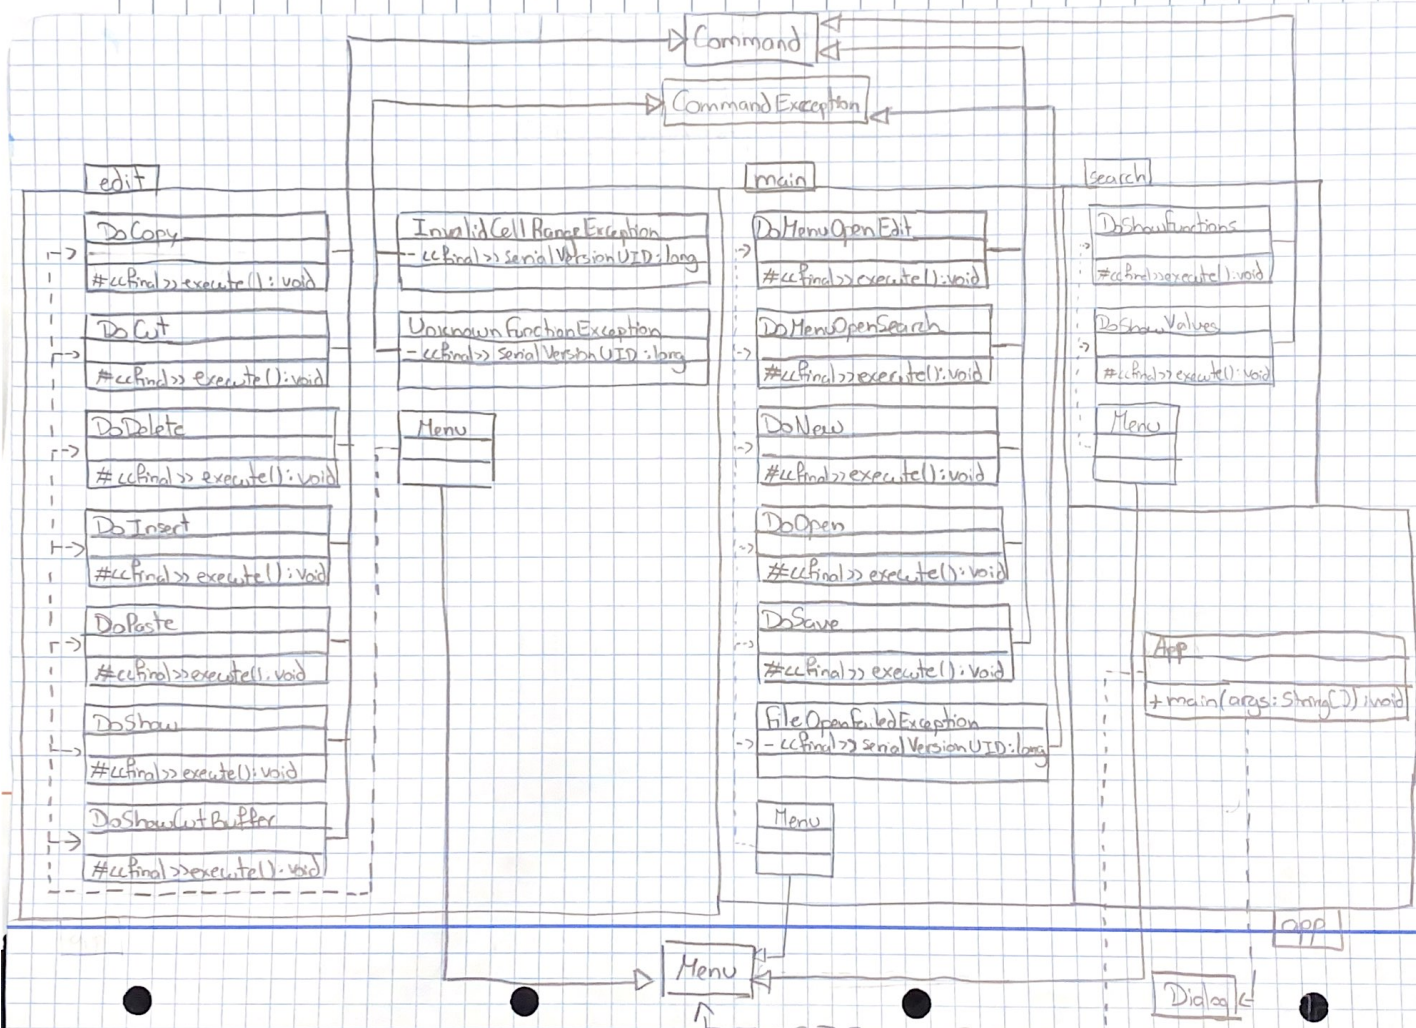 Command
CommandException
edit
DoCopy
#<<final>>execute():void
DoCut
#<<final>>execute():void
DoDelete
#<<final>>execute():void
DoInsert
#<<final>>execute():void
DoPaste
#<<final>>execute().void
DoShow
#<<final>>execute():void
DoShowCutBuffer
#<<final>>execute().void
InvalidCellRangeException
-<<final>>serialVersionUID:long
UnknownFunctionException
-<<final>>serialVersionUID:long
Menu
main
DoMenuOpenEdit
#<<final>>execute():void
DoMenuOpenSearch
#<<final>>execute():void
DoNew
#<<final>>execute():void
DoOpen
#<<final>>execute():void
DoSave
#<<final>>execute():void
FileOpenFailedException
-<<final>>serialVersionUID:long
Menu
search
DoShowFunctions
#<<final>>execute():void
DoShowValues
#<<final>>execute():void
Menu
App
+main(args:String[]):void
app
Menu
Dialog